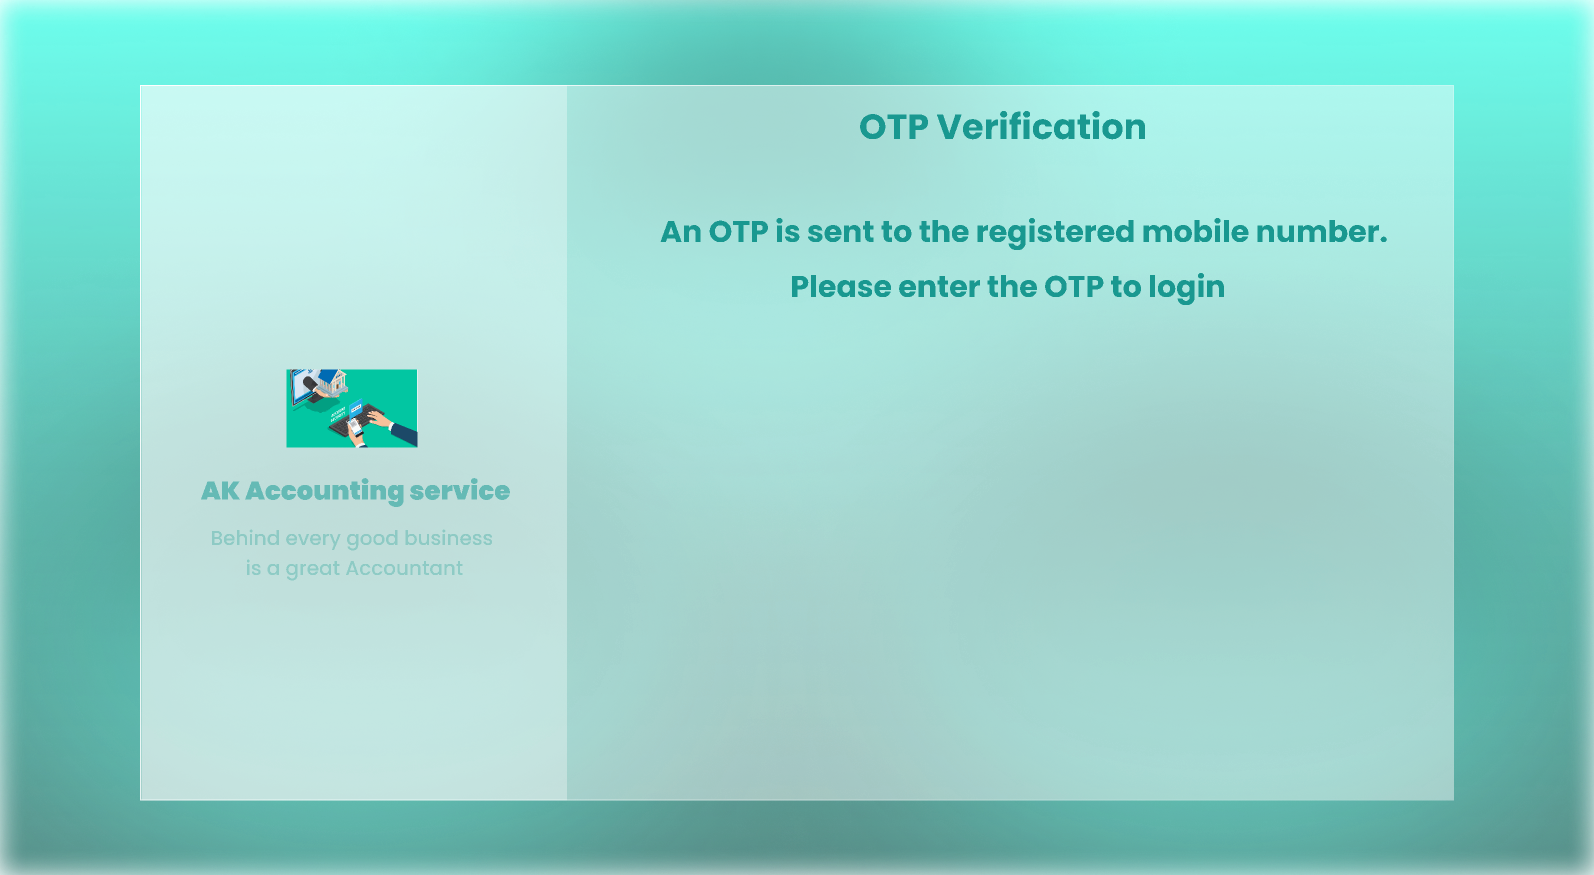 OTP Verification
An OTP is sent to the registered mobile number.
Please enter the OTP to login
AK Accounting service
Behind every good business
is a great Accountant